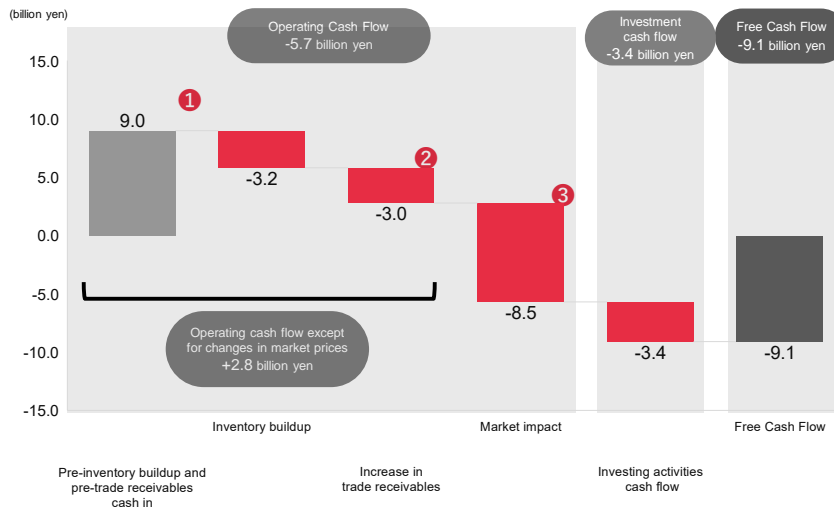 (billion yen)
Operating Cash Flow
-5.7 billion yen
Investment
cash flow
-3.4 billion yen
Free Cash Flow
-9.1 billion yen
15.0
10.0
5.0
0.0
-5.0
-10.0
-15.0
9.0
1
-3.2
2
-3.0
3
-8.5
-3.4
-9.1
Operating cash flow except
for changes in market prices
+2.8 billion yen
Inventory buildup
Market impact
Free Cash Flow
Pre-inventory buildup and
pre-trade receivables
cash in
Increase in
trade receivables
Investing activities
cash flow